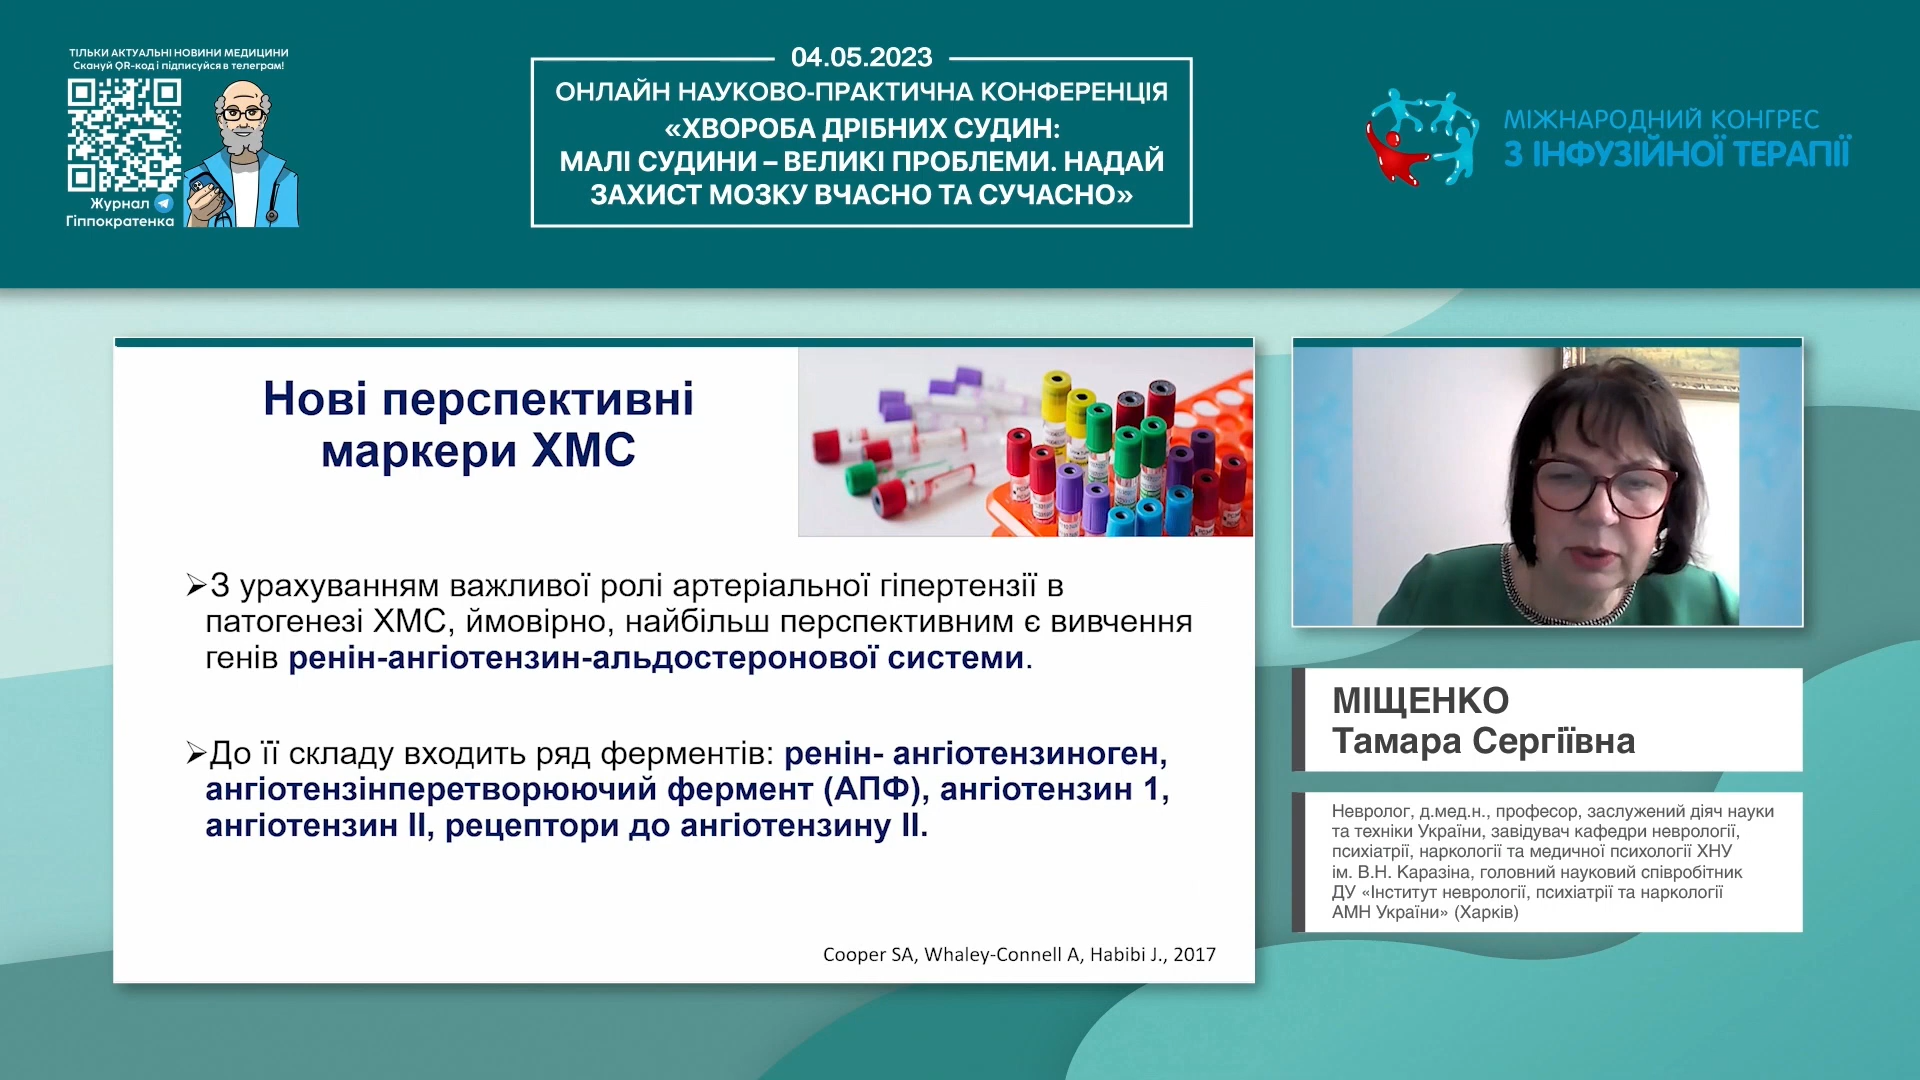 ТІЛЬКИ АКТУАЛЬНІ НОВИНИ МЕДИЦИНИ
Скануй QR-код і підписуйся в телеграм!
Журнал
Гіппократенка
04.05.2023
ОНЛАЙН НАУКОВО-ПРАКТИЧНА КОНФЕРЕНЦІЯ
«ХВОРОБА ДРІБНИХ СУДИН:
МАЛІ СУДИНИ – ВЕЛИКІ ПРОБЛЕМИ. НАДАЙ
ЗАХИСТ МОЗКУ ВЧАСНО ТА СУЧАСНО»
МІЖНАРОДНИЙ КОНГРЕС
З ІНФУЗІЙНОЇ ТЕРАПІЇ
Нові перспективні
маркери ХМС
➢З урахуванням важливої ролі артеріальної гіпертензії в
патогенезі ХМС, ймовірно, найбільш перспективним є вивчення
генів ренін-ангіотензин-альдостеронової системи.
➢До її складу входить ряд ферментів: ренін- ангіотензиноген,
ангіотензінперетворюючий фермент (АПФ), ангіотензин 1,
ангіотензин II, рецептори до ангіотензину II.
Cooper SA, Whaley-Connell A, Habibi J., 2017
МІЩЕНКО
Тамара Сергіївна
Невролог, д.мед.н., професор, заслужений діяч науки
та техніки України, завідувач кафедри неврології,
психіатрії, наркології та медичної психології ХНУ
ім. В.Н. Каразіна, головний науковий співробітник
ДУ «Інститут неврології, психіатрії та наркології
АМН України» (Харків)